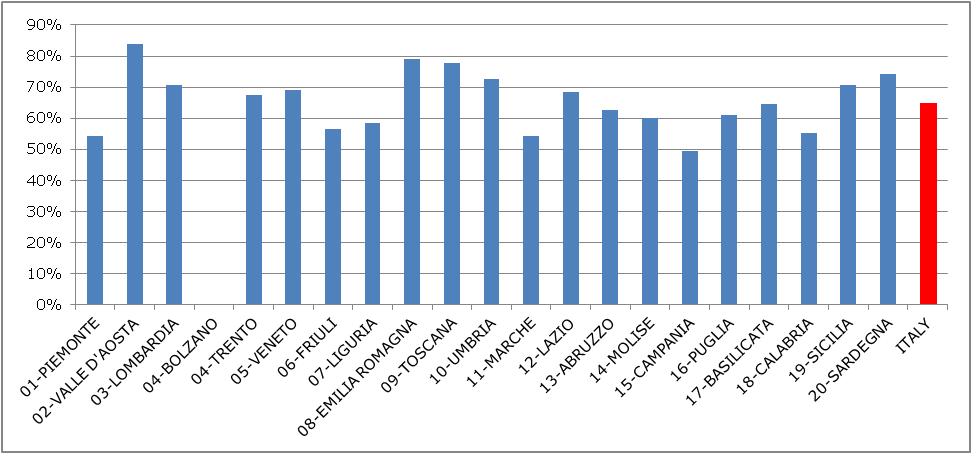 90%
80%
70%
60%
50%
40%
30%
20%
10%
0%
01-PIEMONTE
02-VALLE D'AOSTA
03-LOMBARDIA
04-BOLZANO
04-TRENTO
05-VENETO
06-FRIULI
07-LIGURIA
08-EMILIA ROMAGNA
09-TOSCANA
10-UMBRIA
11-MARCHE
12-LAZIO
13-ABRUZZO
14-MOLISE
15-CAMPANIA
16-PUGLIA
17-BASILICATA
18-CALABRIA
19-SICILIA
20-SARDEGNA
ITALY